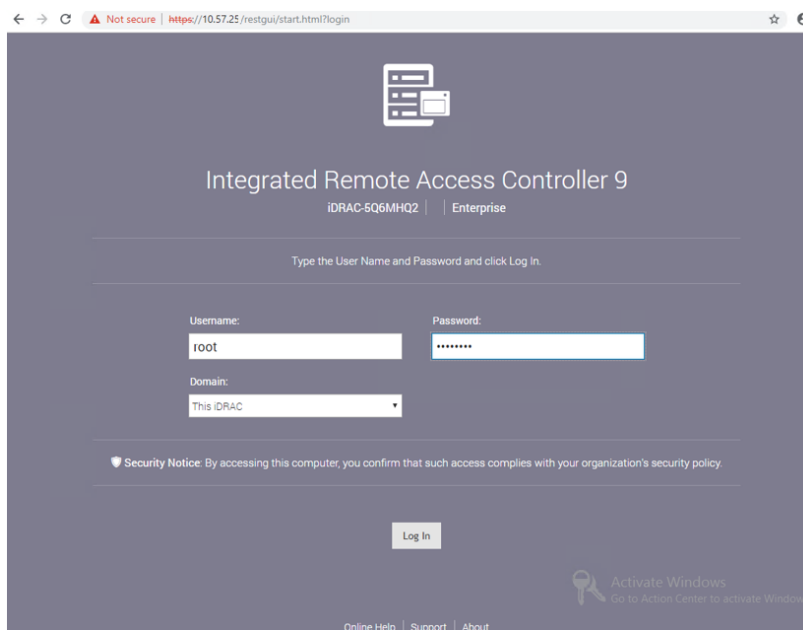 Not secure | https://10.57.25 /restgui/start.html?login
Integrated Remote Access Controller 9
iDRAC-5Q6MHQ2 | | Enterprise
Type the User Name and Password and click Log In.
Username: Password:
root ••••••••
Domain:
This iDRAC
Security Notice: By accessing this computer, you confirm that such access complies with your organization's security policy.
Log In
Activate Windows
Go to Action Center to activate Window
Online Help | Support | About